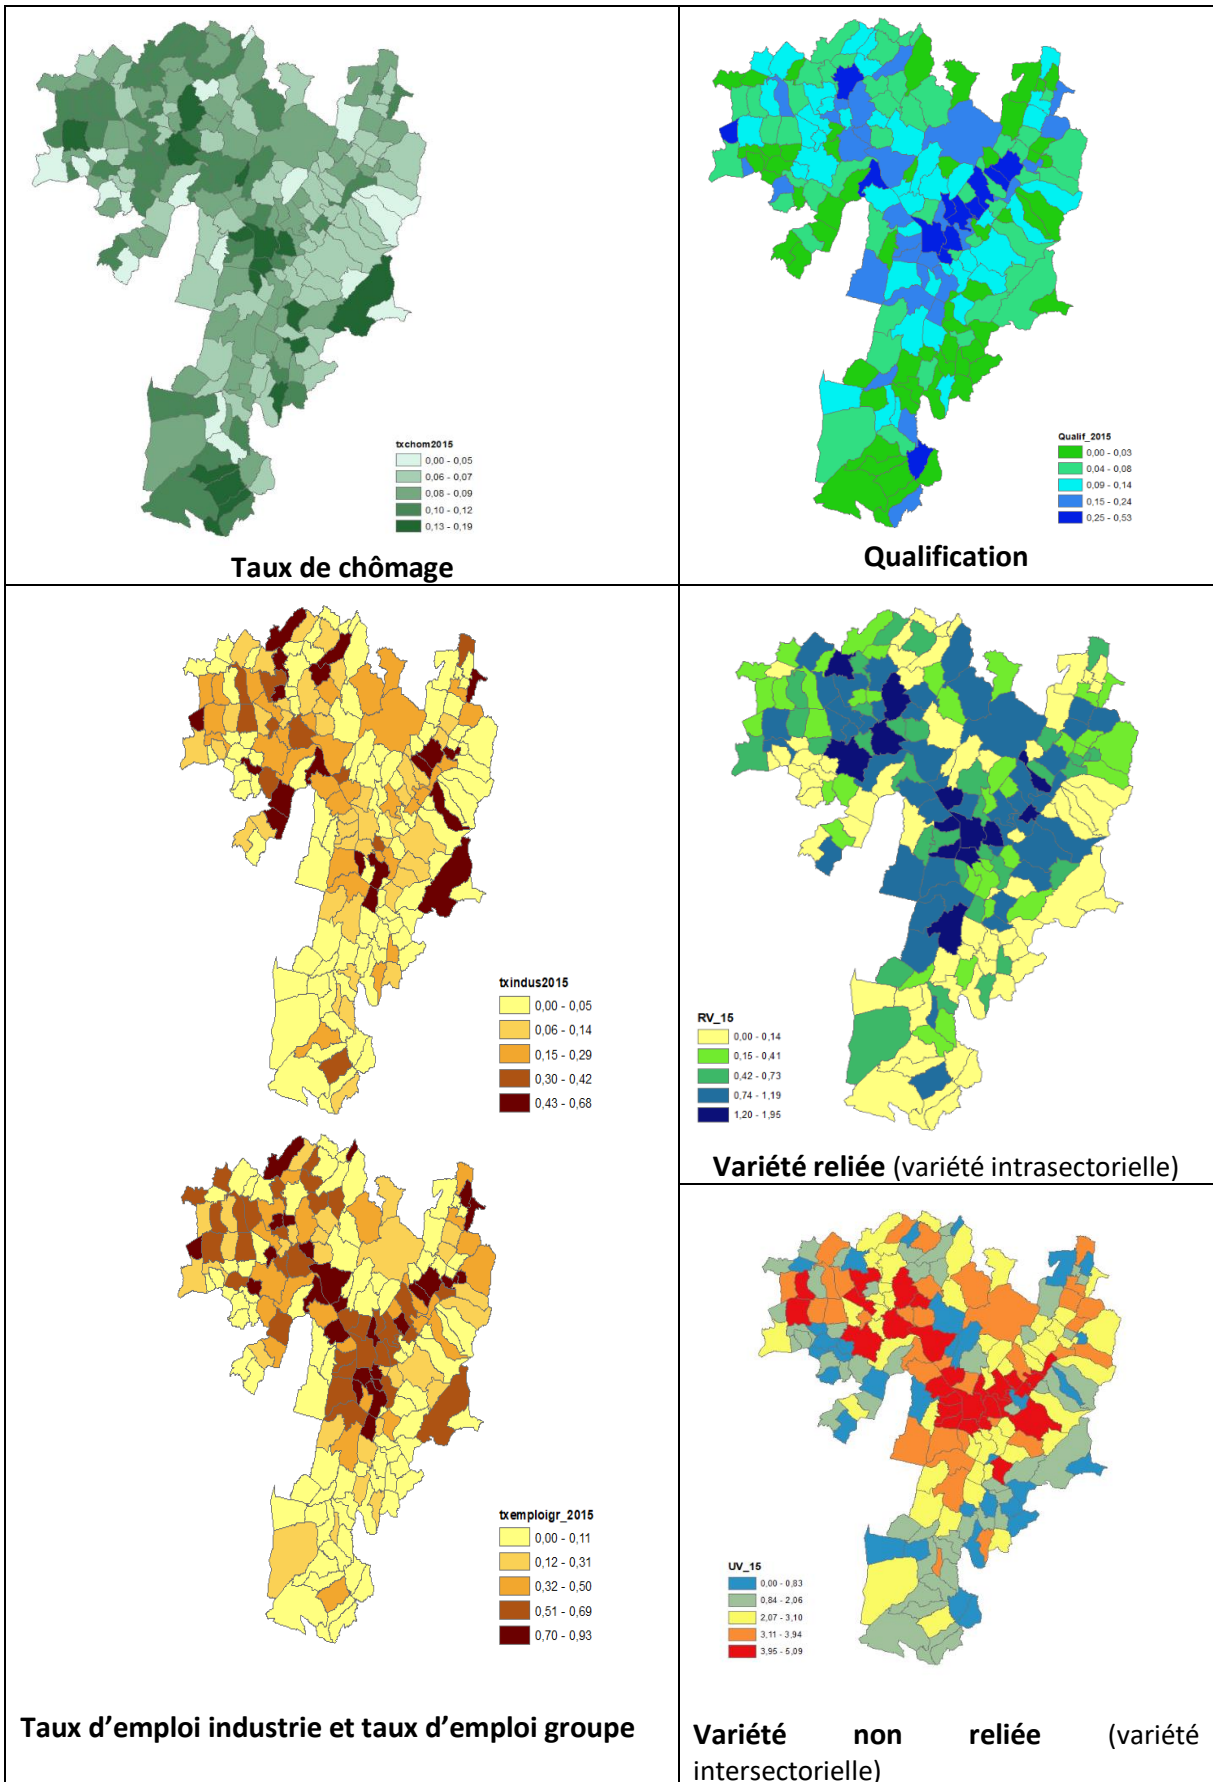 txchom2015
0,00 - 0,05
0,06 - 0,07
0,08 - 0,09
0,10 - 0,12
0,13 - 0,19
Taux de chômage
Qualif_2015
0,00 - 0,03
0,04 - 0,08
0,09 - 0,14
0,15 - 0,24
0,25 - 0,53
Qualification
txindus2015
0,00 - 0,05
0,06 - 0,14
0,15 - 0,29
0,30 - 0,42
0,43 - 0,68
txemploigr_2015
0,00 - 0,11
0,12 - 0,31
0,32 - 0,50
0,51 - 0,69
0,70 - 0,93
Taux d’emploi industrie et taux d’emploi groupe
RV_15
0,00 - 0,14
0,15 - 0,41
0,42 - 0,73
0,74 - 1,19
1,20 - 1,95
Variété reliée (variété intrasectorielle)
UV_15
0,00 - 0,83
0,84 - 2,06
2,07 - 3,10
3,11 - 3,94
3,95 - 5,09
Variété non reliée (variété
intersectorielle)